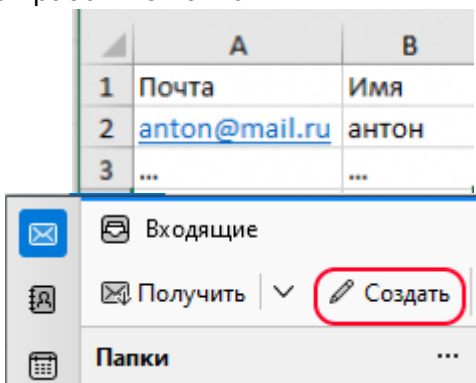 A B
1 Почта Имя
2 anton@mail.ru антон
3 ... ...
Входящие
Получить Создать
Папки ...